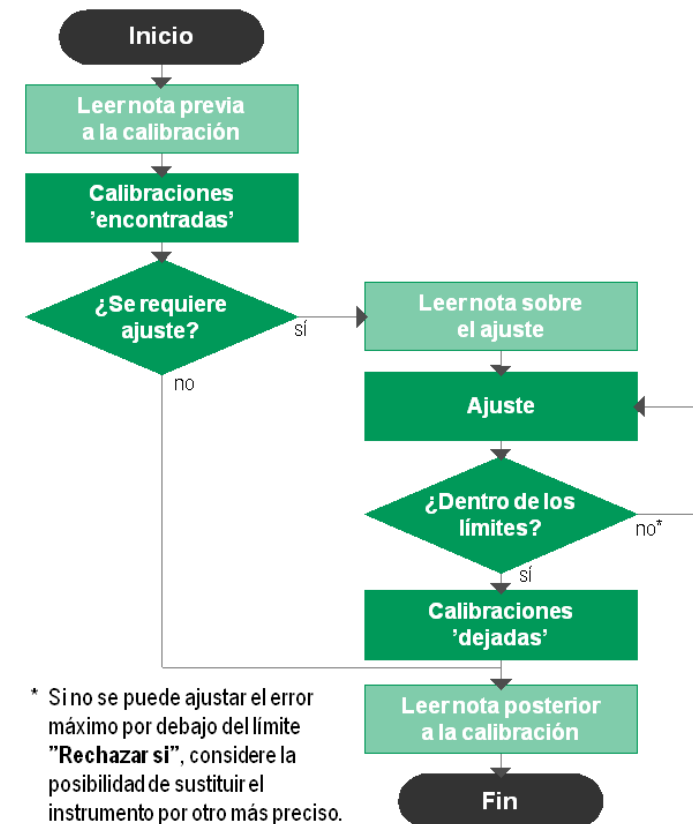 Inicio
Leer nota previa
a la calibración
Calibraciones
’encontradas’
¿Se requiere
ajuste?
sí
no
Leer nota sobre
el ajuste
Ajuste
¿Dentro de los
límites?
no*
sí
Calibraciones
’dejadas’
Leer nota posterior
a la calibración
Fin
* Si no se puede ajustar el error
máximo por debajo del límite
”Rechazar si”, considere la
posibilidad de sustituir el
instrumento por otro más preciso.